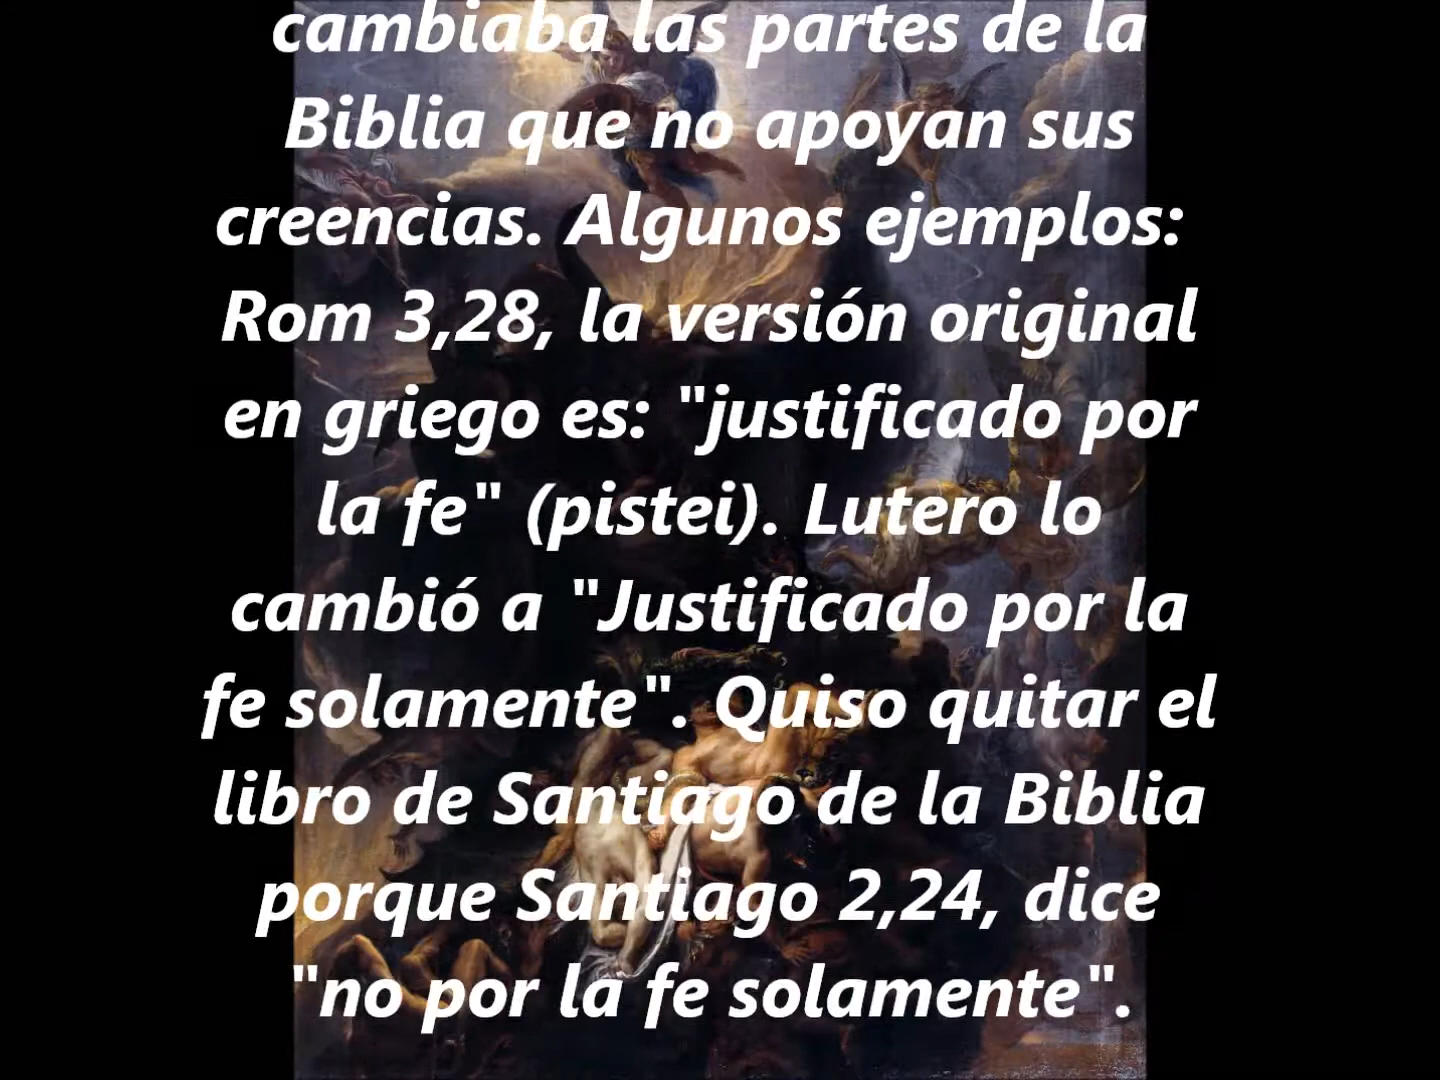 cambiaba las partes de la
Biblia que no apoyan sus
creencias. Algunos ejemplos:
Rom 3,28, la versión original
en griego es: "justificado por
la fe" (pistei). Lutero lo
cambió a "Justificado por la
fe solamente". Quiso quitar el
libro de Santiago de la Biblia
porque Santiago 2,24, dice
"no por la fe solamente".